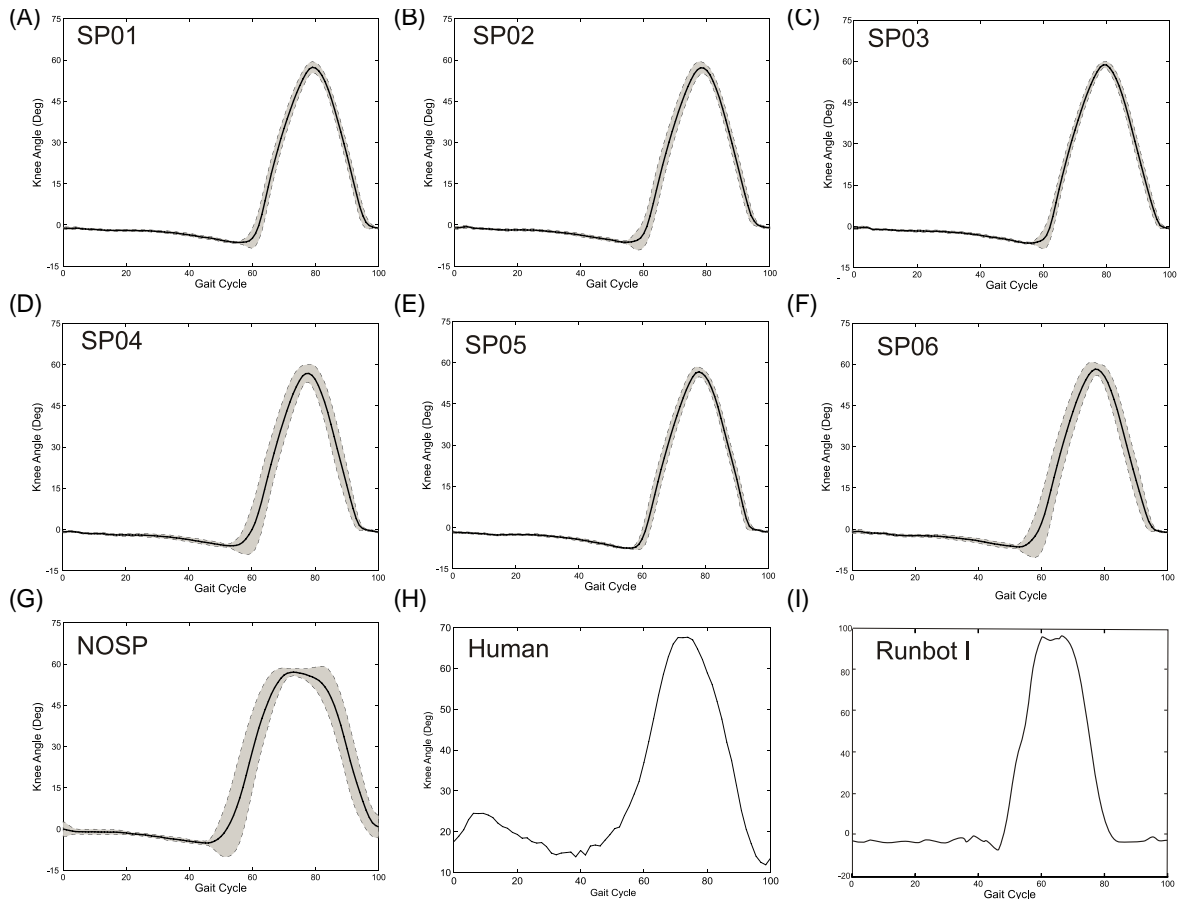 (A)
SP01
75
60
45
30
15
0
-15
Knee Angle (Deg)
0 20 40 60 80 100
Gait Cycle
(B)
SP02
75
60
45
30
15
0
-15
Knee Angle (Deg)
0 20 40 60 80 100
Gait Cycle
(C)
SP03
75
60
45
30
15
0
15
Knee Angle (Deg)
0 20 40 60 80 100
Gait Cycle
(D)
SP04
75
60
45
30
15
0
-15
Knee Angle (Deg)
0 20 40 60 80 100
Gait Cycle
(E)
SP05
75
60
45
30
15
0
-15
Knee Angle (Deg)
0 20 40 60 80 100
Gait Cycle
(F)
SP06
75
60
45
30
15
0
-15
Knee Angle (Deg)
0 20 40 60 80 100
Gait Cycle
(G)
NOSP
75
60
45
30
15
0
-15
Knee Angle (Deg)
0 20 40 60 80 100
Gait Cycle
(H)
Human
70
60
50
40
30
20
10
Knee Angle (Deg)
0 20 40 60 80 100
Gait Cycle
(I)
Runbot I
100
80
60
40
20
0
-20
Knee Angle (Deg)
0 20 40 60 80 100
Gait Cycle